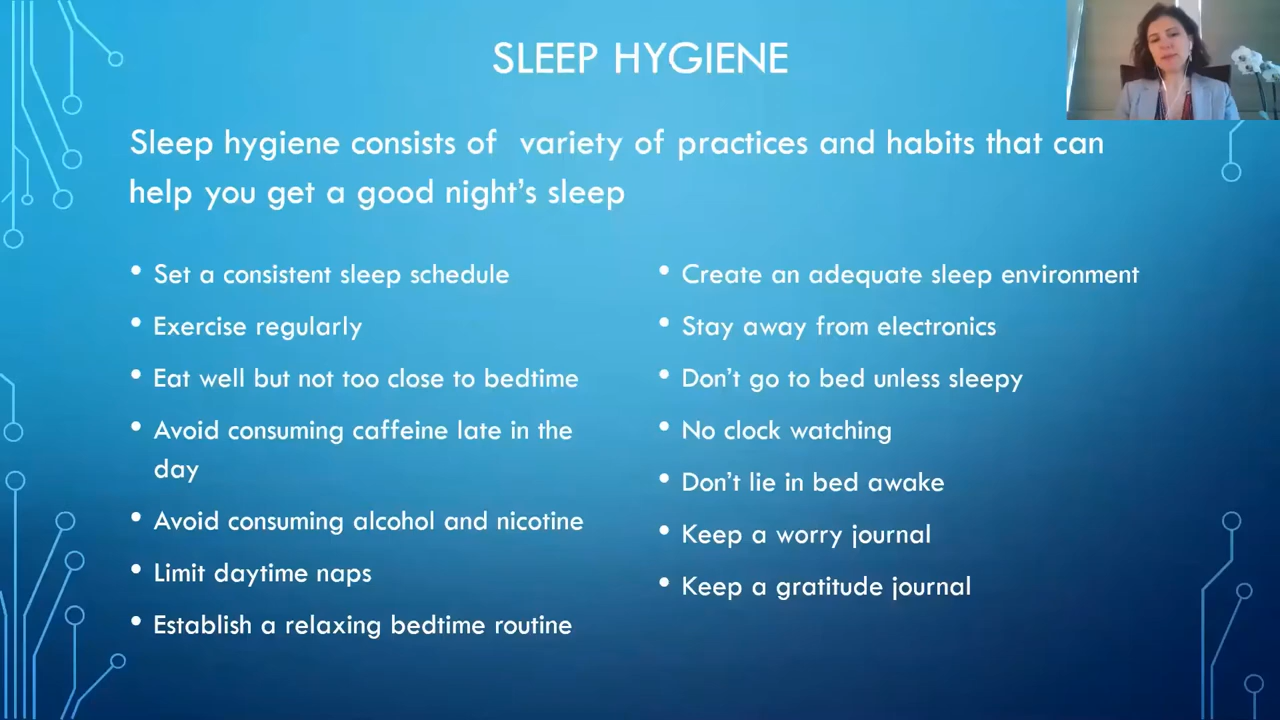 SLEEP HYGIENE
Sleep hygiene consists of  variety of practices and habits that can
help you get a good night’s sleep
• Set a consistent sleep schedule
• Exercise regularly
• Eat well but not too close to bedtime
• Avoid consuming caffeine late in the
day
• Avoid consuming alcohol and nicotine
• Limit daytime naps
• Establish a relaxing bedtime routine
• Create an adequate sleep environment
• Stay away from electronics
• Don’t go to bed unless sleepy
• No clock watching
• Don’t lie in bed awake
• Keep a worry journal
• Keep a gratitude journal